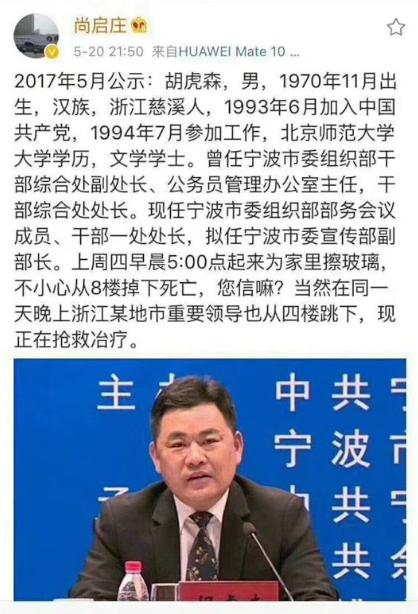 尚启庄
5-20 21:50 来自HUAWEI Mate 10 ...
2017年5月公示：胡虎森，男，1970年11月出
生，汉族，浙江慈溪人，1993年6月加入中国
共产党，1994年7月参加工作，北京师范大学
大学学历，文学学士。曾任宁波市委组织部干
部综合处副处长、公务员管理办公室主任，干
部综合处处长。现任宁波市委组织部部务会议
成员、干部一处处长，拟任宁波市委宣传部副
部长。上周四早晨5:00点起来为家里擦玻璃，
不小心从8楼掉下死亡，您信嘛？当然在同一
天晚上浙江某地市重要领导也从四楼跳下，现
正在抢救冶疗。
主
中共宁
宁波市
中共
中共余